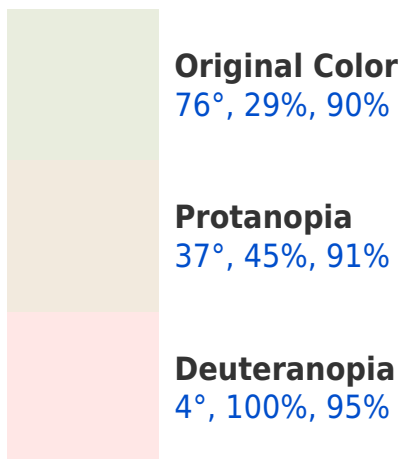 Original Color
76°, 29%, 90%
Protanopia
37°, 45%, 91%
Deuteranopia
4°, 100%, 95%